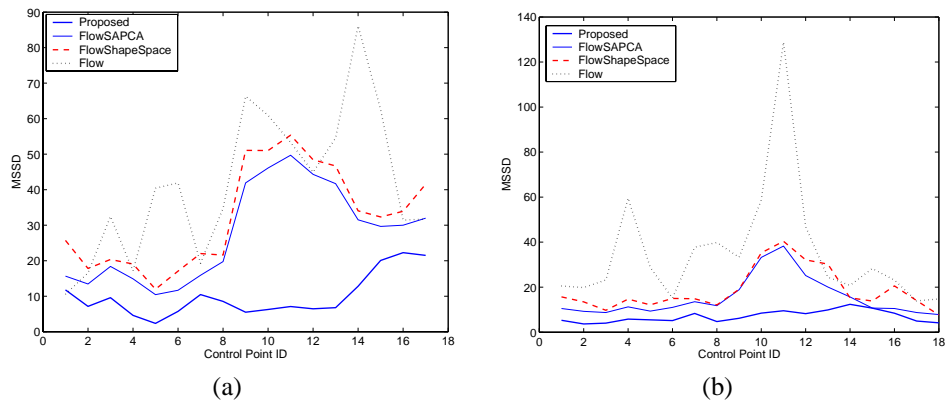 90
80
70
60
50
40
30
20
10
0
MSSD
Proposed
FlowSAPCA
FlowShapeSpace
Flow
0 2 4 6 8 10 12 14 16 18
Control Point ID
(a)
140
120
100
80
60
40
20
0
MSSD
Proposed
FlowSAPCA
FlowShapeSpace
Flow
0 2 4 6 8 10 12 14 16 18
Control Point ID
(b)